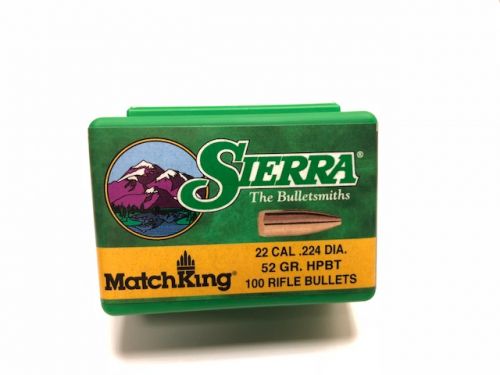 SIERRA®
The Bulletsmiths
22 CAL .224 DIA.
52 GR. HPBT
100 RIFLE BULLETS
MatchKing®